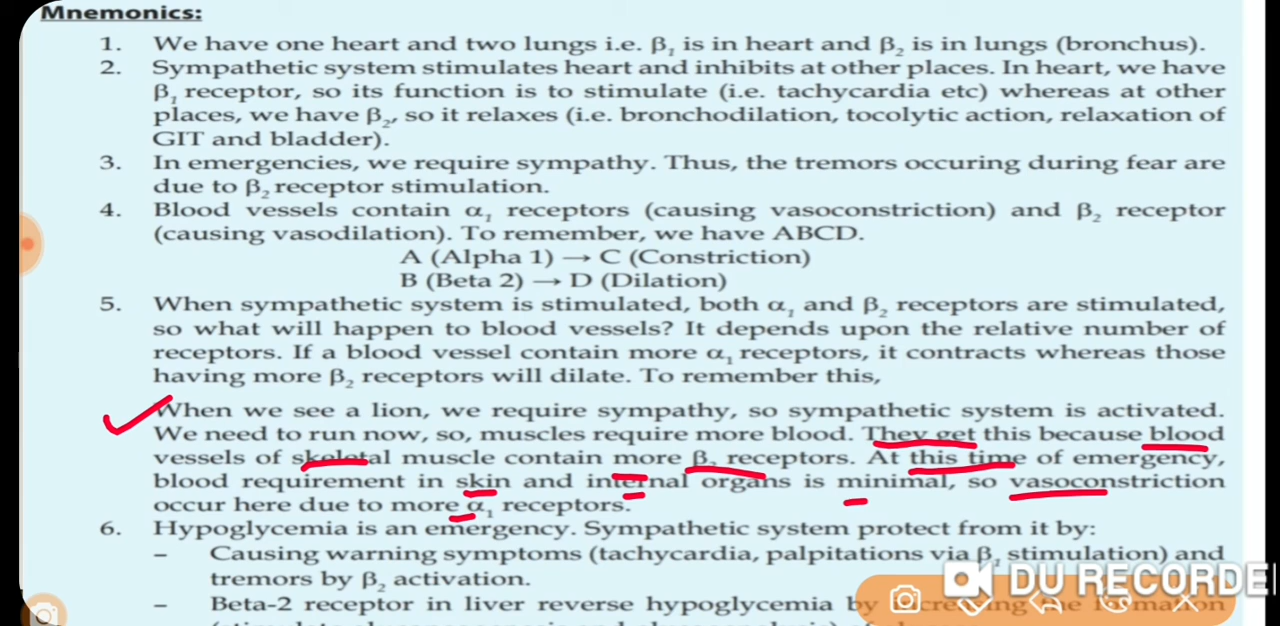 Mnemonics:
1. We have one heart and two lungs i.e. β₁ is in heart and β₂ is in lungs (bronchus).
2. Sympathetic system stimulates heart and inhibits at other places. In heart, we have
β₁ receptor, so its function is to stimulate (i.e. tachycardia etc) whereas at other
places, we have β₂, so it relaxes (i.e. bronchodilation, tocolytic action, relaxation of
GIT and bladder).
3. In emergencies, we require sympathy. Thus, the tremors occuring during fear are
due to β₂ receptor stimulation.
4. Blood vessels contain α₁ receptors (causing vasoconstriction) and β₂ receptor
(causing vasodilation). To remember, we have ABCD.
A (Alpha 1) → C (Constriction)
B (Beta 2) → D (Dilation)
5. When sympathetic system is stimulated, both α₁ and β₂ receptors are stimulated,
so what will happen to blood vessels? It depends upon the relative number of
receptors. If a blood vessel contain more α₁ receptors, it contracts whereas those
having more β₂ receptors will dilate. To remember this,
When we see a lion, we require sympathy, so sympathetic system is activated.
We need to run now, so, muscles require more blood. They get this because blood
vessels of skeletal muscle contain more β₂ receptors. At this time of emergency,
blood requirement in skin and internal organs is minimal, so vasoconstriction
occur here due to more α₁ receptors.
6. Hypoglycemia is an emergency. Sympathetic system protect from it by:
– Causing warning symptoms (tachycardia, palpitations via β₁ stimulation) and
tremors by β₂ activation.
– Beta-2 receptor in liver reverse hypoglycemia by
DU RECORDE